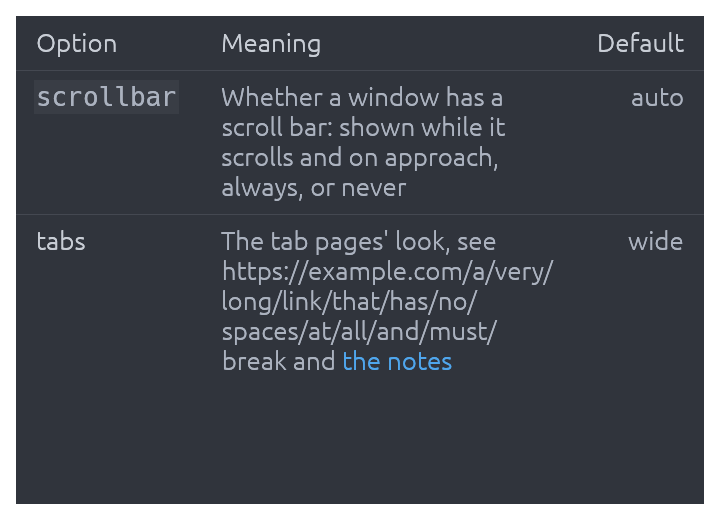 Option Meaning Default
scrollbar Whether a window has a auto
scroll bar: shown while it
scrolls and on approach,
always, or never
tabs The tab pages' look, see wide
https://example.com/a/very/
long/link/that/has/no/
spaces/at/all/and/must/
break and the notes